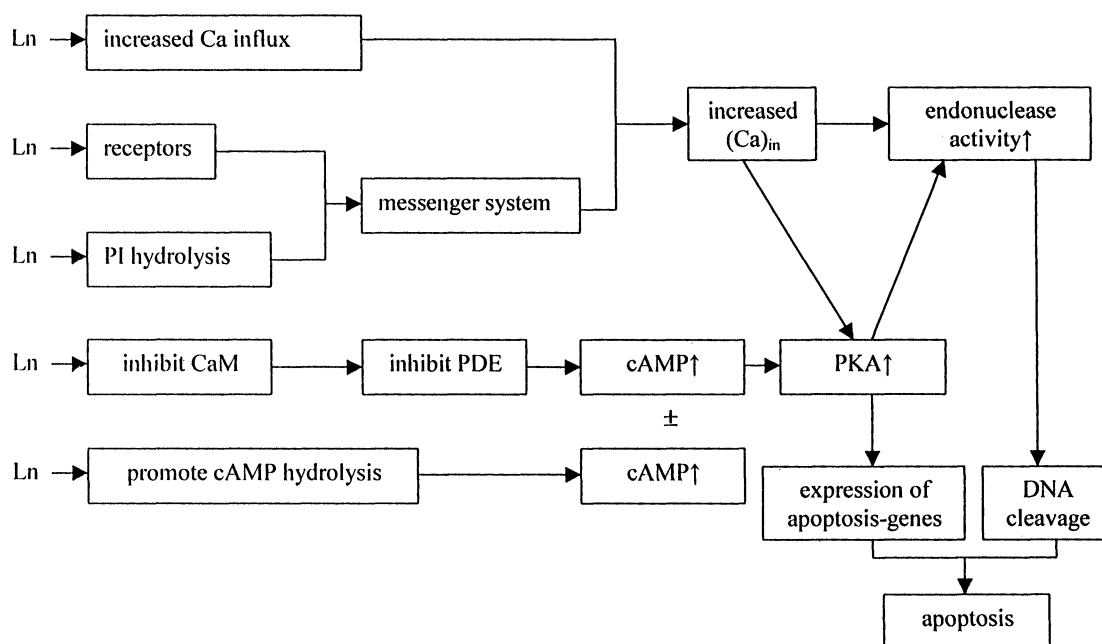 Ln
increased Ca influx
increased
(Ca)in
endonuclease
activity↑
Ln
receptors
messenger system
Ln
PI hydrolysis
Ln
inhibit CaM
inhibit PDE
cAMP↑
PKA↑
±
Ln
promote cAMP hydrolysis
cAMP↑
expression of
apoptosis-genes
DNA
cleavage
apoptosis